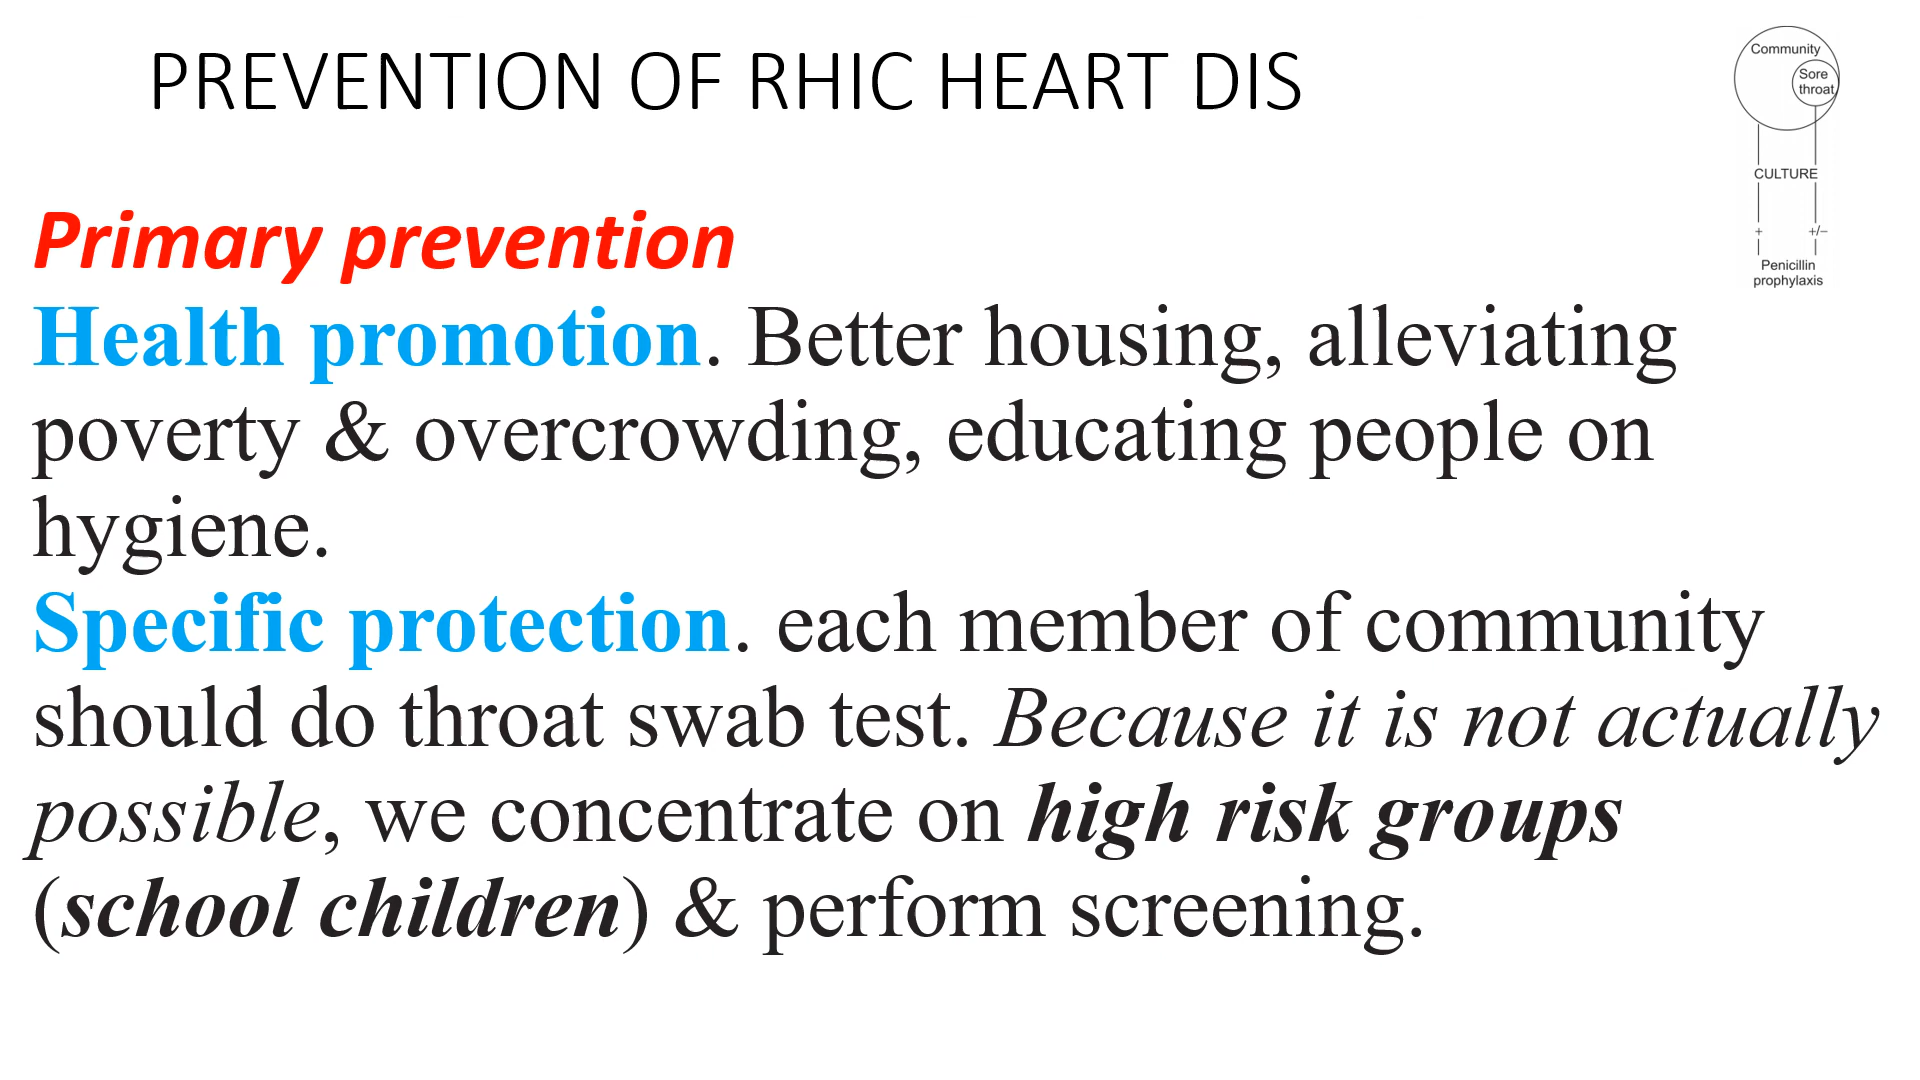 PREVENTION OF RHIC HEART DIS
Community
Sore
throat
CULTURE
+ +/–
Penicillin
prophylaxis
Primary prevention
Health promotion. Better housing, alleviating
poverty & overcrowding, educating people on
hygiene.
Specific protection. each member of community
should do throat swab test. Because it is not actually
possible, we concentrate on high risk groups
(school children) & perform screening.